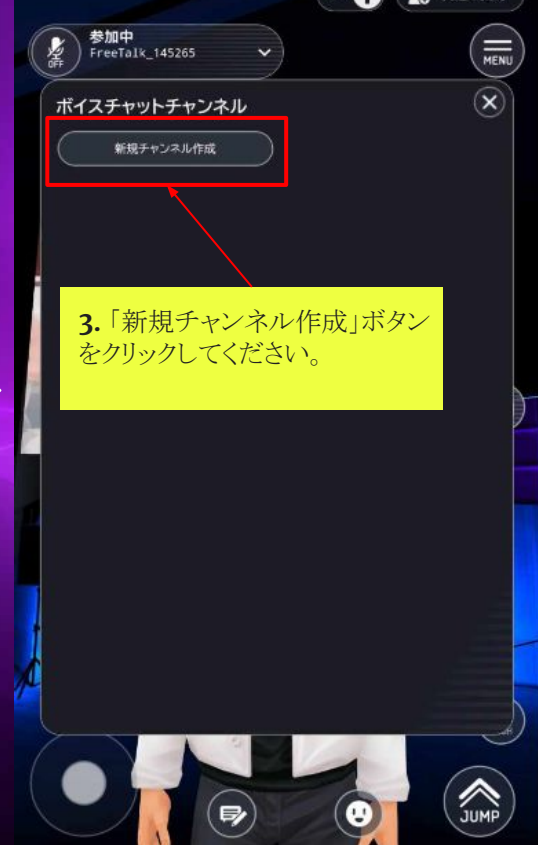 参加中
FreeTalk_145265
OFF
MENU
ボイスチャットチャンネル
新規チャンネル作成
3.「新規チャンネル作成」ボタン
をクリックしてください。
JUMP